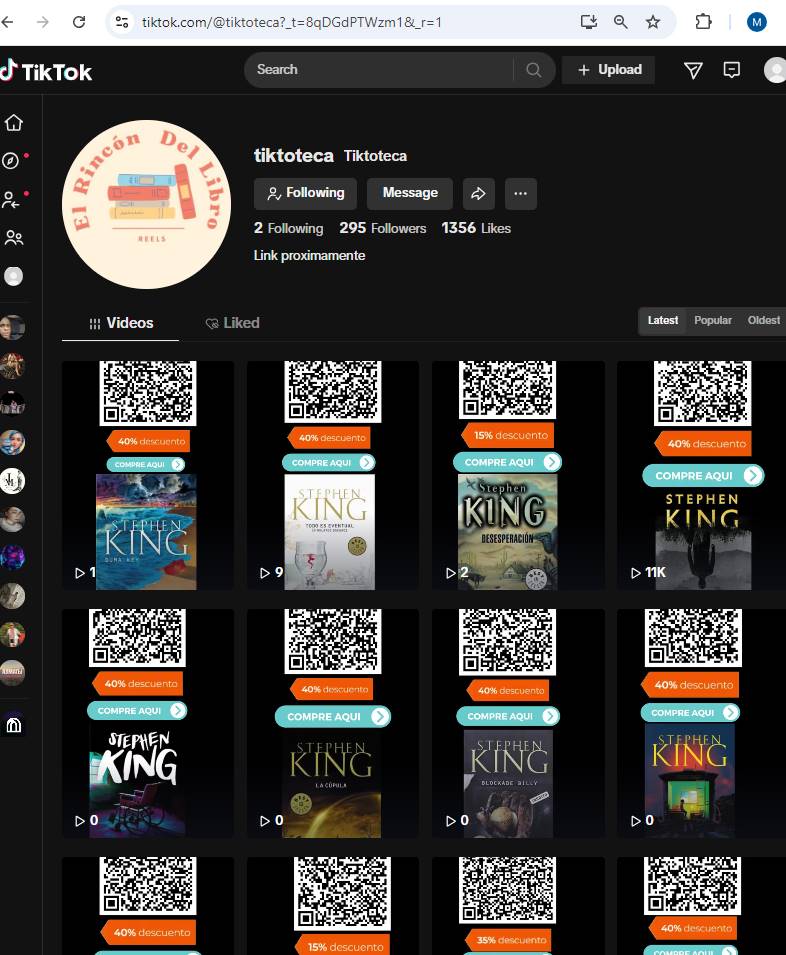 tiktok.com/@tiktoteca?_t=8qDGdPTWzm1&_r=1
M
TikTok
Search
+ Upload
El Rincón Del Libro
REELS
tiktoteca Tiktoteca
Following Message
2 Following 295 Followers 1356 Likes
Link proximamente
Videos Liked
Latest Popular Oldest
40% descuento
COMPRE AQUI
STEPHEN
KING
DUMA KEY
1
40% descuento
COMPRE AQUI
STEPHEN
KING
TODO ES EVENTUAL
14 RELATOS OSCUROS
9
15% descuento
COMPRE AQUI
Stephen
KING
DESESPERACIÓN
2
40% descuento
COMPRE AQUI
STEPHEN
KING
11K
40% descuento
COMPRE AQUI
STEPHEN
KING
0
40% descuento
COMPRE AQUI
STEPHEN
KING
LA CÚPULA
0
40% descuento
COMPRE AQUI
STEPHEN
KING
BLOCKADE BILLY
0
40% descuento
COMPRE AQUI
STEPHEN
KING
0
40% descuento
15% descuento
35% descuento
40% descuento
COMPRE AQUI